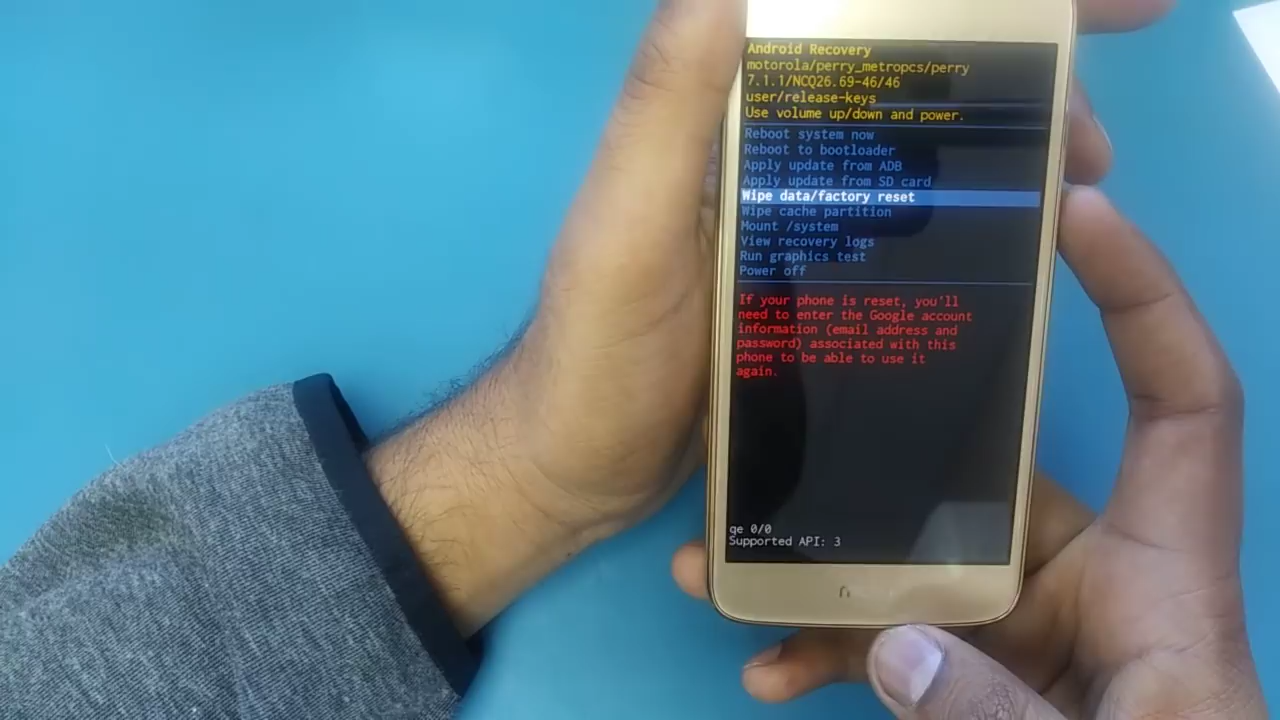 Android Recovery
motorola/perry_metropcs/perry
7.1.1/NCQ26.69-46/46
user/release-keys
Use volume up/down and power.
Reboot system now
Reboot to bootloader
Apply update from ADB
Apply update from SD card
Wipe data/factory reset
Wipe cache partition
Mount /system
View recovery logs
Run graphics test
Power off
If your phone is reset, you'll
need to enter the Google account
information (email address and
password) associated with this
phone to be able to use it
again.
qe 0/0
Supported API: 3